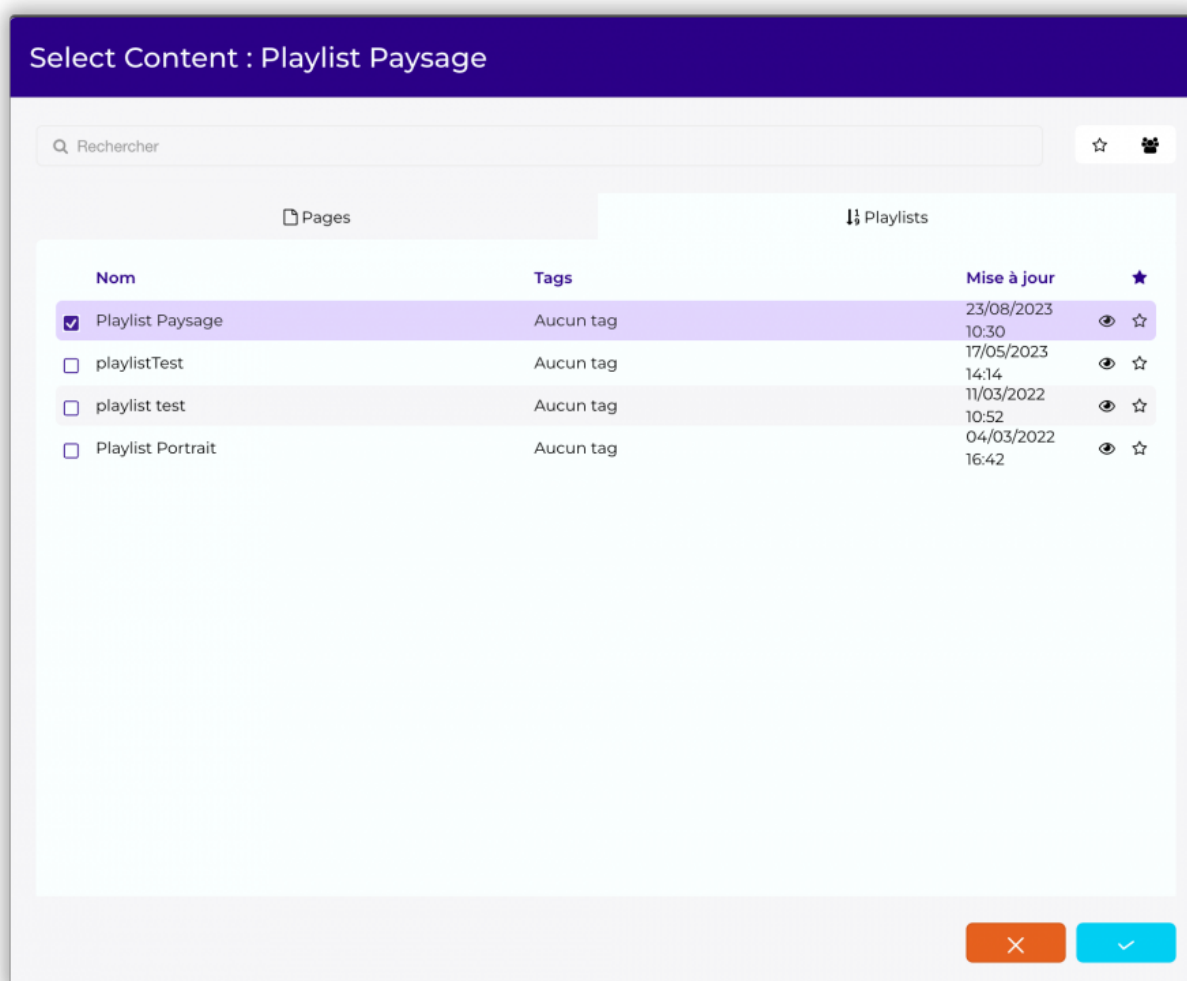 Select Content : Playlist Paysage
Rechercher
Pages
Playlists
Nom Tags Mise à jour
Playlist Paysage Aucun tag 23/08/2023
10:30
playlistTest Aucun tag 17/05/2023
14:14
playlist test Aucun tag 11/03/2022
10:52
Playlist Portrait Aucun tag 04/03/2022
16:42